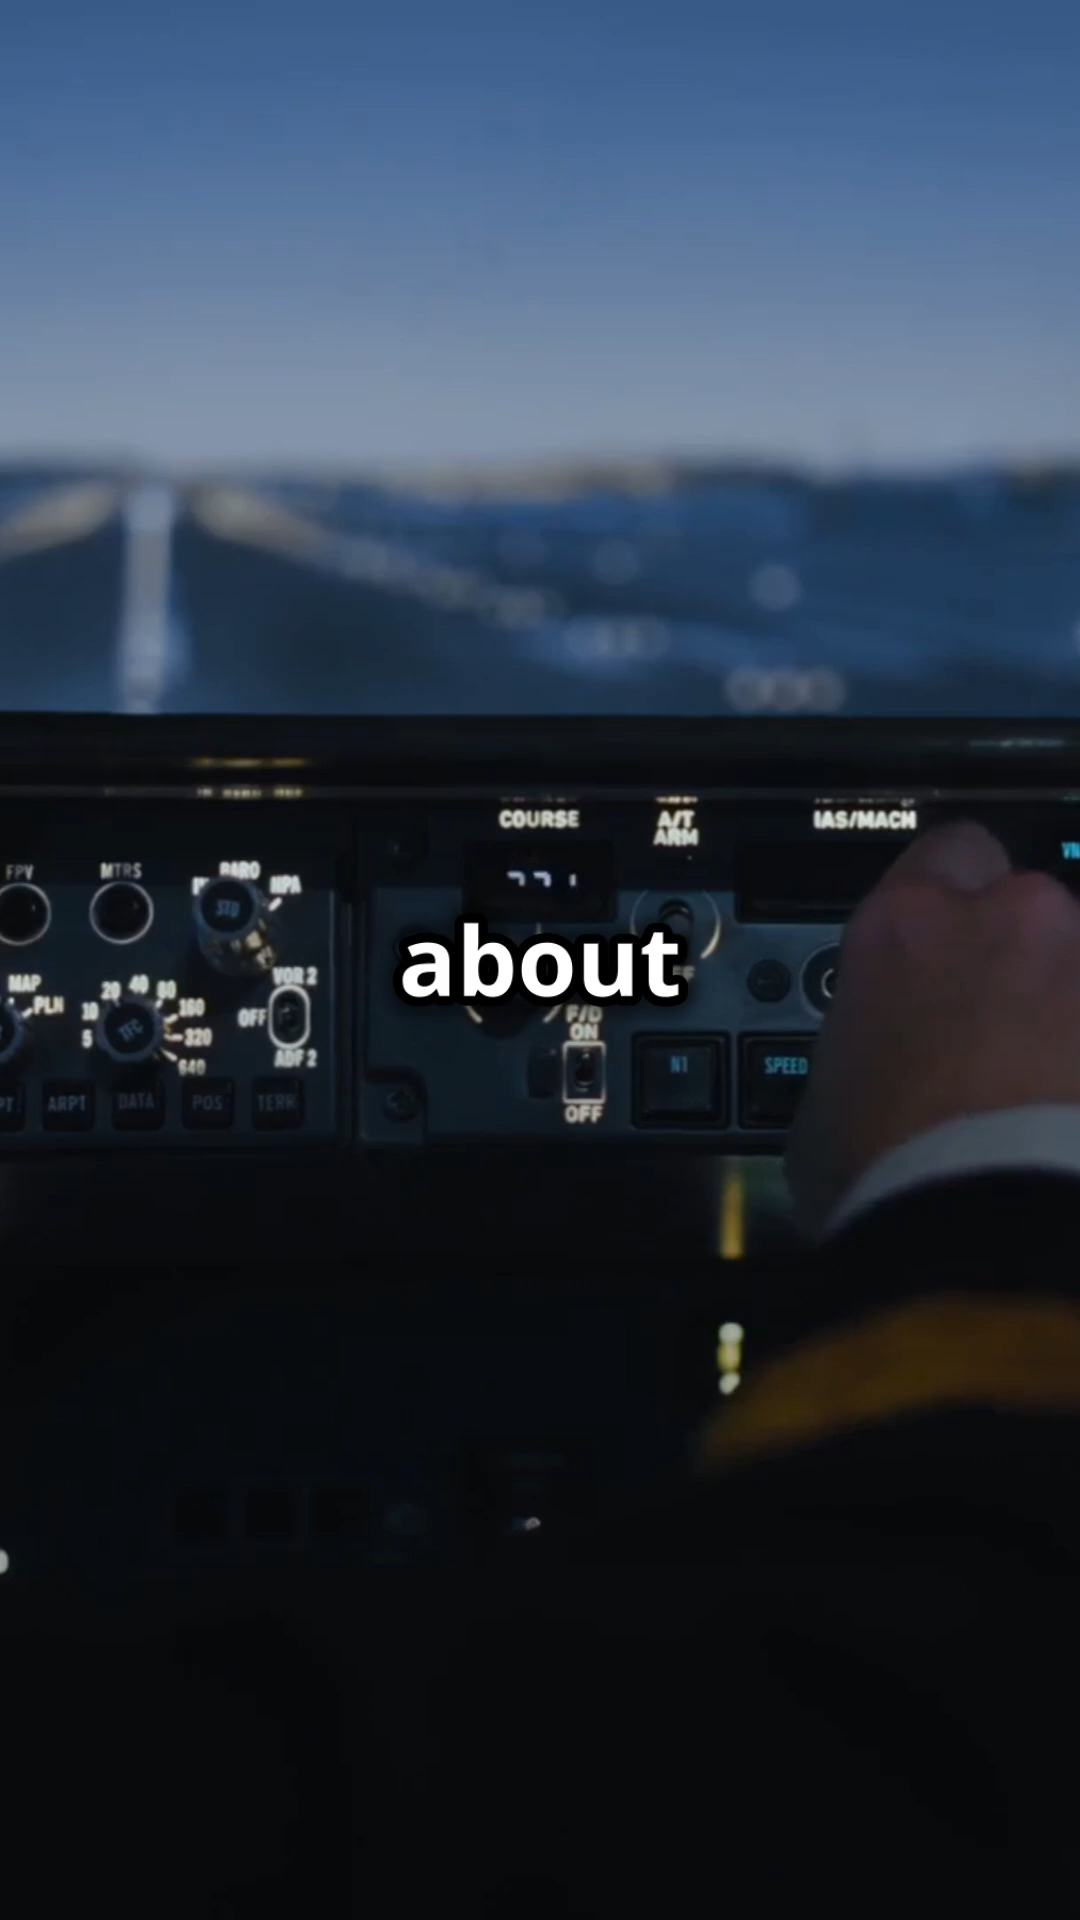 COURSE
A/T
ARM
IAS/MACH
FPV
MTRS
BARO
HPA
STD
MAP
PLN
VOR 2
OFF
ADF 2
5
10
20
40
80
160
320
640
TFC
ARPT
DATA
POS
TERR
about
F/D
ON
OFF
N1
SPEED